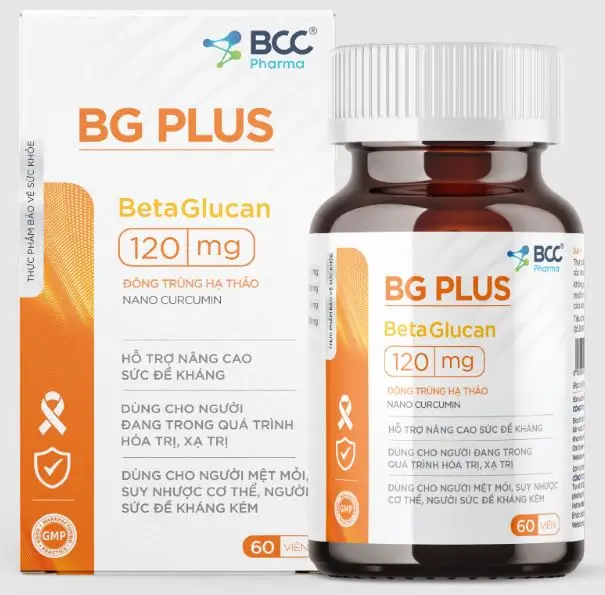 BCC®
Pharma
BG PLUS
THỰC PHẨM BẢO VỆ SỨC KHỎE
BetaGlucan
120 mg
ĐÔNG TRÙNG HẠ THẢO
NANO CURCUMIN
HỖ TRỢ NÂNG CAO
SỨC ĐỀ KHÁNG
DÙNG CHO NGƯỜI
ĐANG TRONG QUÁ TRÌNH
HÓA TRỊ, XẠ TRỊ
DÙNG CHO NGƯỜI MỆT MỎI,
SUY NHƯỢC CƠ THỂ, NGƯỜI
SỨC ĐỀ KHÁNG KÉM
GOOD MANUFACTURING
GMP
PRACTICE
60 VIÊN
BCC®
Pharma
BG PLUS
THỰC PHẨM BẢO VỆ SỨC KHỎE
BetaGlucan
120 mg
ĐÔNG TRÙNG HẠ THẢO
NANO CURCUMIN
HỖ TRỢ NÂNG CAO SỨC ĐỀ KHÁNG
DÙNG CHO NGƯỜI ĐANG TRONG
QUÁ TRÌNH HÓA TRỊ, XẠ TRỊ
DÙNG CHO NGƯỜI MỆT MỎI, SUY NHƯỢC
CƠ THỂ, NGƯỜI SỨC ĐỀ KHÁNG KÉM
60 VIÊN